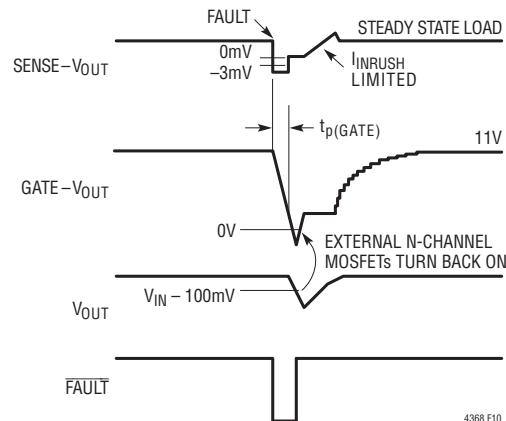 FAULT
STEADY STATE LOAD
0mV
SENSE–VOUT
–3mV
IINRUSH
LIMITED
tp(GATE)
11V
GATE–VOUT
0V
EXTERNAL N-CHANNEL
MOSFETs TURN BACK ON
VIN – 100mV
VOUT
FAULT
4368 F10